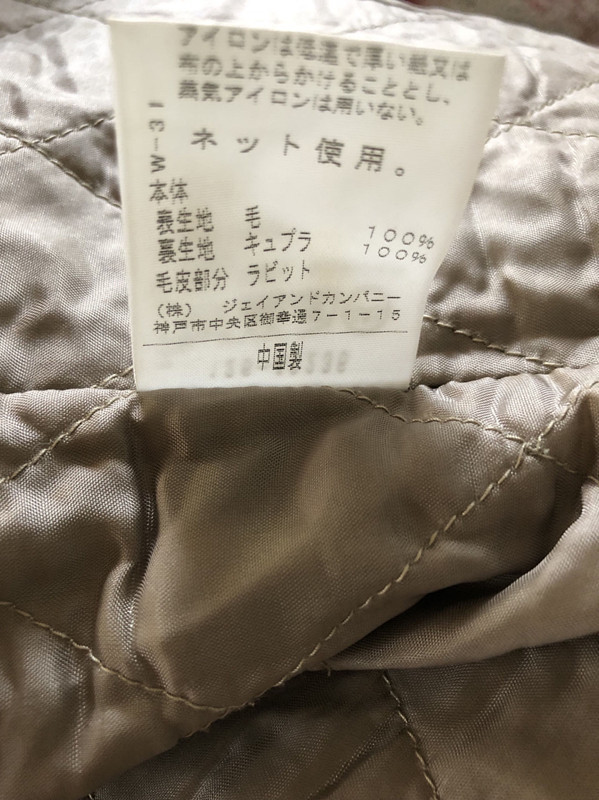 アイロンは低温で厚い紙又は
布の上からかけることとし、
蒸気アイロンは用いない。
ネット使用。
W-31
本体
表生地 毛 100%
裏生地 キュプラ 100%
毛皮部分 ラビット
(株) ジェイアンドカンパニー
神戸市中央区御幸通7-1-15
中国製